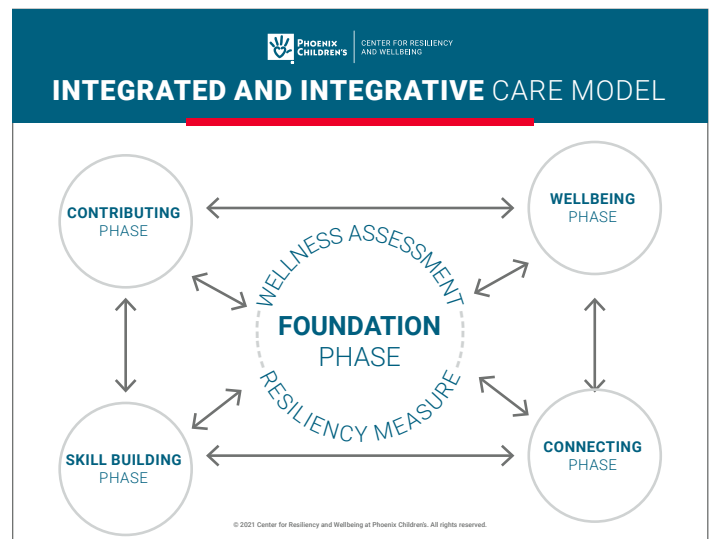 PHOENIX
CHILDREN'S
CENTER FOR RESILIENCY
AND WELLBEING
INTEGRATED AND INTEGRATIVE CARE MODEL
CONTRIBUTING
PHASE
WELLBEING
PHASE
WELLNESS ASSESSMENT
FOUNDATION
PHASE
RESILIENCY MEASURE
SKILL BUILDING
PHASE
CONNECTING
PHASE
© 2021 Center for Resiliency and Wellbeing at Phoenix Children's. All rights reserved.